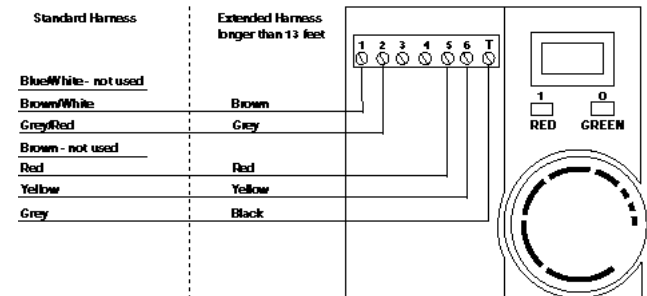 Standard Harness
Extended Harness
longer than 13 feet
1 2 3 4 5 6 T
Blue/White - not used
Brown/White Brown
Grey/Red Grey
Brown - not used
Red Red
Yellow Yellow
Grey Black
1 0
RED GREEN